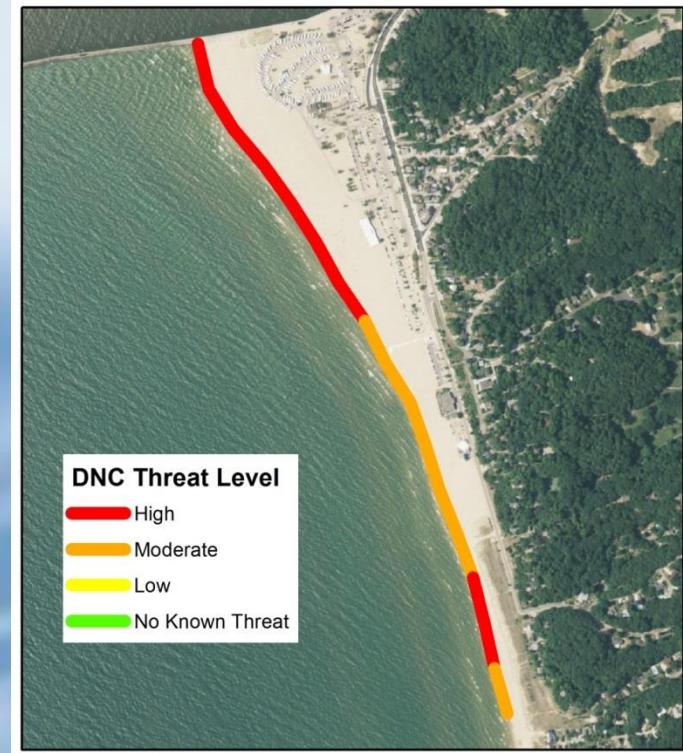 DNC Threat Level
High
Moderate
Low
No Known Threat